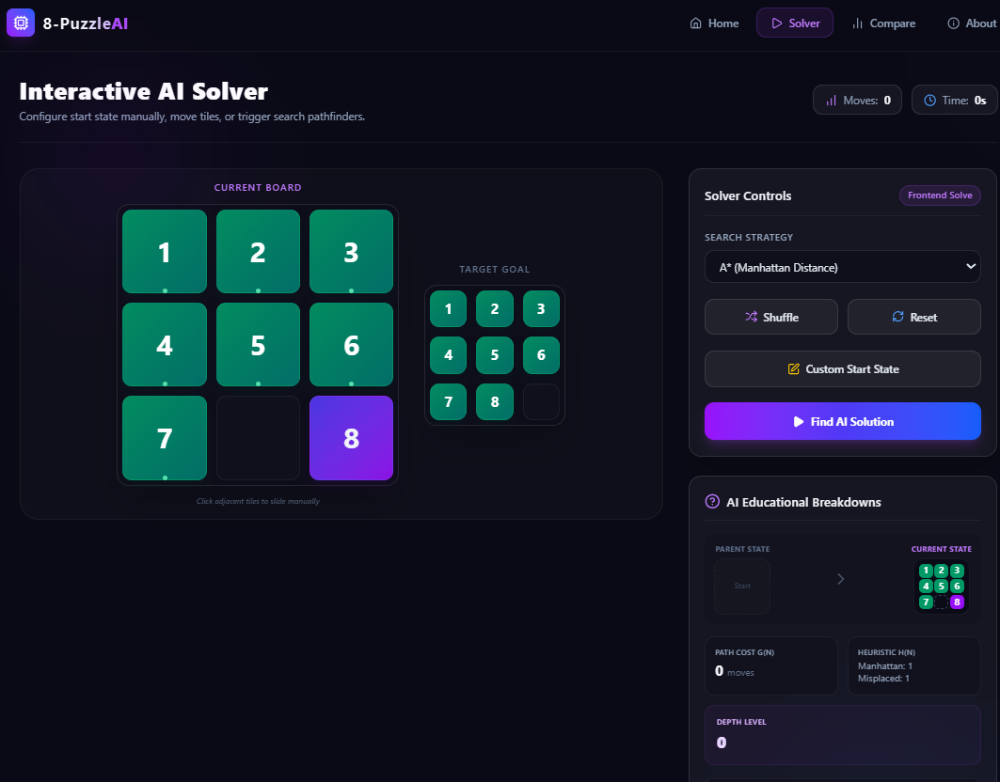 8-PuzzleAI
Home
Solver
Compare
About
Interactive AI Solver
Configure start state manually, move tiles, or trigger search pathfinders.
Moves: 0
Time: 0s
CURRENT BOARD
1 2 3
4 5 6
7 8
Click adjacent tiles to slide manually
TARGET GOAL
1 2 3
4 5 6
7 8
Solver Controls
Frontend Solve
SEARCH STRATEGY
A* (Manhattan Distance)
Shuffle
Reset
Custom Start State
Find AI Solution
AI Educational Breakdowns
PARENT STATE
Start
CURRENT STATE
1 2 3
4 5 6
7 8
PATH COST G(N)
0 moves
HEURISTIC H(N)
Manhattan: 1
Misplaced: 1
DEPTH LEVEL
0